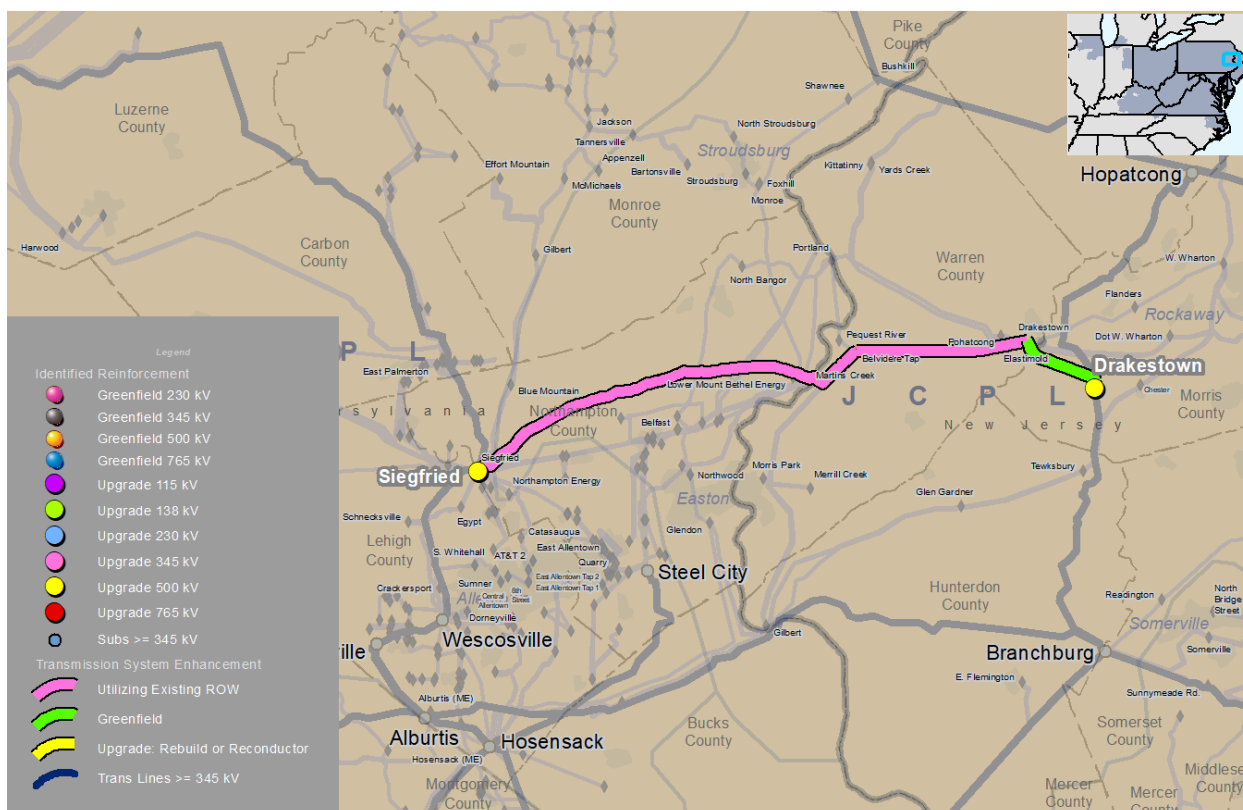 Pike
County
Bushkill
Luzerne
County
Shawnee
Jackson
Tannersville
North Stroudsburg
Stroudsburg
Effort Mountain
Appenzell
Bartonsville
McMichaels
Stroudsburg
Foxhill
Monroe
Kittatinny
Yards Creek
Hopatcong
Monroe
County
Harwood
Carbon
County
Gilbert
Portland
Warren
County
W. Wharton
North Bangor
Flanders
Rockaway
Drakestown
Dot W. Wharton
Pequest River
Pohatcong
Belvidere Tap
Elastimold
Drakestown
P L
East Palmerton
Martins Creek
Lower Mount Bethel Energy
Blue Mountain
J C P L
Chester
Morris
County
rsylvania
Northampton
County
New Jersey
Belfast
Siegfried
Siegfried
Northampton Energy
Northwood
Morris Park
Merrill Creek
Tewksbury
Glen Gardner
Easton
Schnecksville
Egypt
Lehigh
County
Catasauqua
Glendon
S. Whitehall
AT&T 2
East Allentown
Quarry
Steel City
Crackersport
Sumner
East Allentown Tap 2
East Allentown Tap 1
Central
Allentown
8th
Street
Dorneyville
Hunterdon
County
Readington
North
Bridge
Street
Somerville
Wescosville
ville
Gilbert
Branchburg
Somerville
E. Flemington
Sunnymeade Rd.
Alburtis (ME)
Alburtis
Hosensack
Hosensack (ME)
Bucks
County
Somerset
County
Montgomery
County
Mercer
County
Mercer
County
Middlese
County
Legend
Identified Reinforcement
Greenfield 230 kV
Greenfield 345 kV
Greenfield 500 kV
Greenfield 765 kV
Upgrade 115 kV
Upgrade 138 kV
Upgrade 230 kV
Upgrade 345 kV
Upgrade 500 kV
Upgrade 765 kV
Subs >= 345 kV
Transmission System Enhancement
Utilizing Existing ROW
Greenfield
Upgrade: Rebuild or Reconductor
Trans Lines >= 345 kV